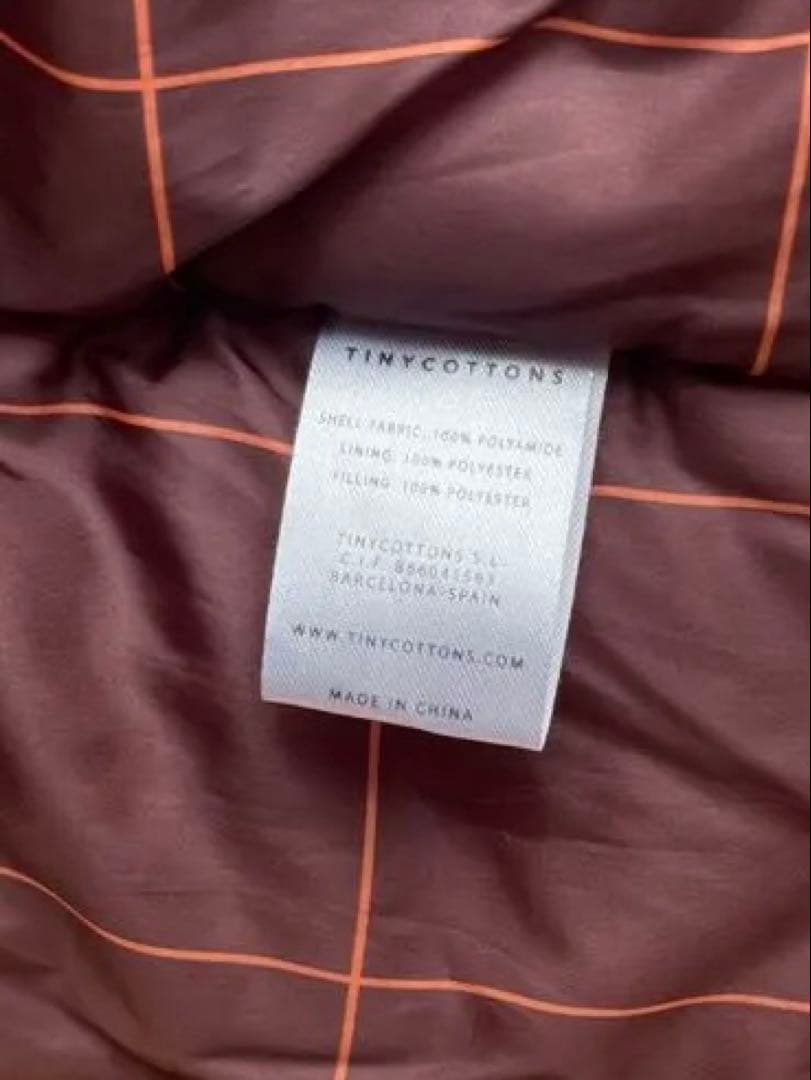 TINYCOTTONS
SHELL FABRIC: 100% POLYAMIDE
LINING: 100% POLYESTER
FILLING: 100% POLYESTER
TINYCOTTONS S.L.
C.I.F.
BARCELONA-SPAIN
WWW.TINYCOTTONS.COM
MADE IN CHINA